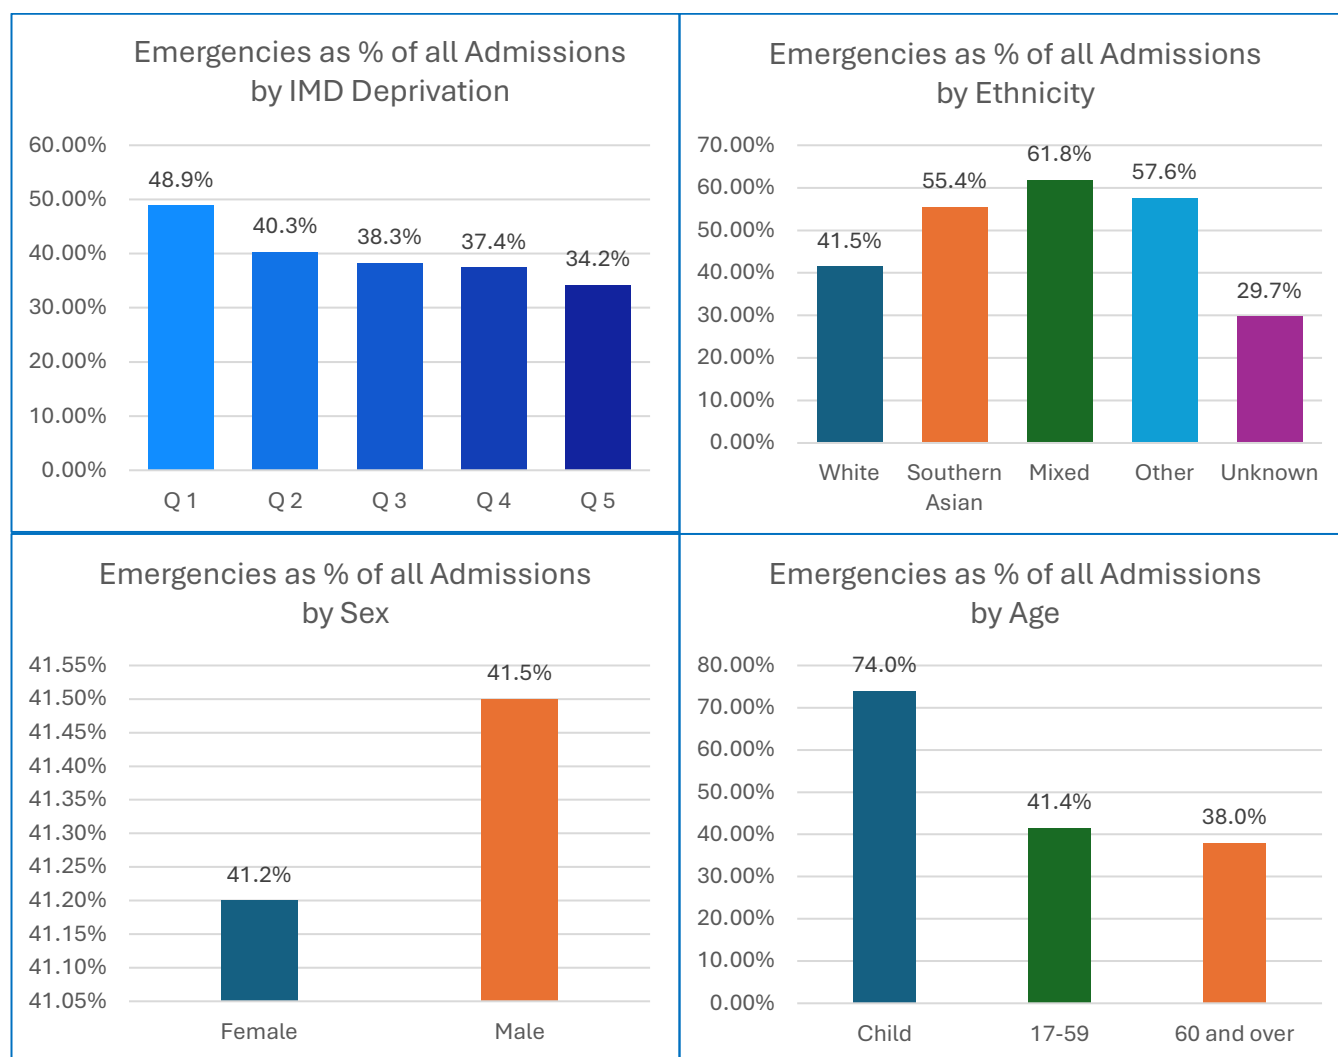 Emergencies as % of all Admissions
by IMD Deprivation
60.00%
50.00%
40.00%
30.00%
20.00%
10.00%
0.00%
48.9%
40.3%
38.3%
37.4%
34.2%
Q 1
Q 2
Q 3
Q 4
Q 5
Emergencies as % of all Admissions
by Ethnicity
70.00%
60.00%
50.00%
40.00%
30.00%
20.00%
10.00%
0.00%
41.5%
55.4%
61.8%
57.6%
29.7%
White
Southern
Asian
Mixed
Other
Unknown
Emergencies as % of all Admissions
by Sex
41.55%
41.50%
41.45%
41.40%
41.35%
41.30%
41.25%
41.20%
41.15%
41.10%
41.05%
41.2%
41.5%
Female
Male
Emergencies as % of all Admissions
by Age
80.00%
70.00%
60.00%
50.00%
40.00%
30.00%
20.00%
10.00%
0.00%
74.0%
41.4%
38.0%
Child
17-59
60 and over